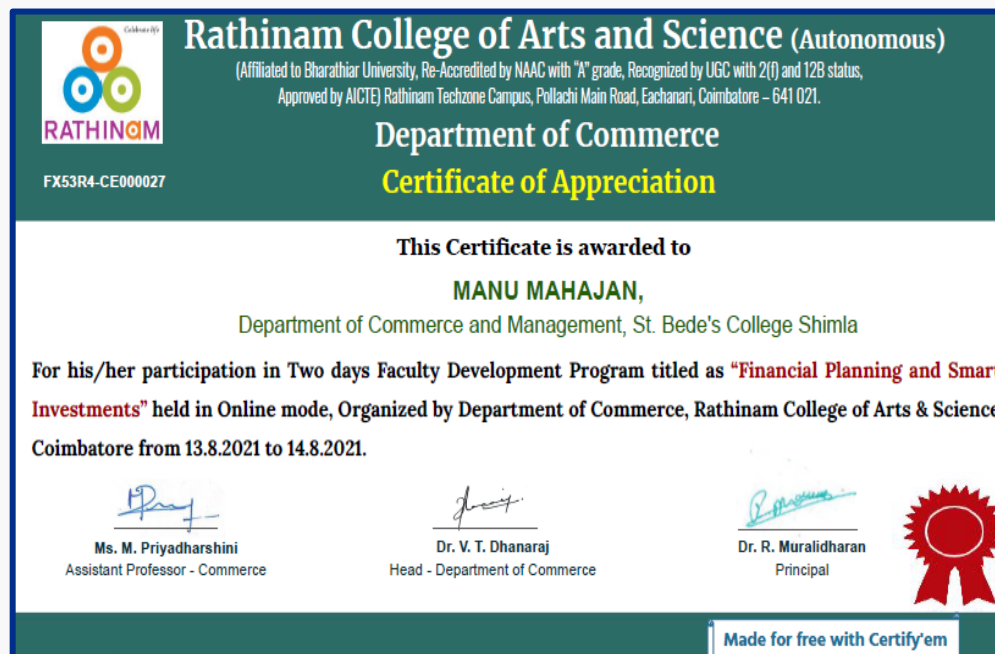 Celebrate life
RATHINAM
Rathinam College of Arts and Science (Autonomous)
(Affiliated to Bharathiar University, Re-Accredited by NAAC with "A" grade, Recognized by UGC with 2(f) and 12B status,
Approved by AICTE) Rathinam Techzone Campus, Pollachi Main Road, Eachanari, Coimbatore – 641 021.
Department of Commerce
FX53R4-CE000027
Certificate of Appreciation
This Certificate is awarded to
MANU MAHAJAN,
Department of Commerce and Management, St. Bede's College Shimla
For his/her participation in Two days Faculty Development Program titled as "Financial Planning and Smart
Investments" held in Online mode, Organized by Department of Commerce, Rathinam College of Arts & Science
Coimbatore from 13.8.2021 to 14.8.2021.
Ms. M. Priyadharshini
Assistant Professor - Commerce
Dr. V. T. Dhanaraj
Head - Department of Commerce
Dr. R. Muralidharan
Principal
Made for free with Certify'em